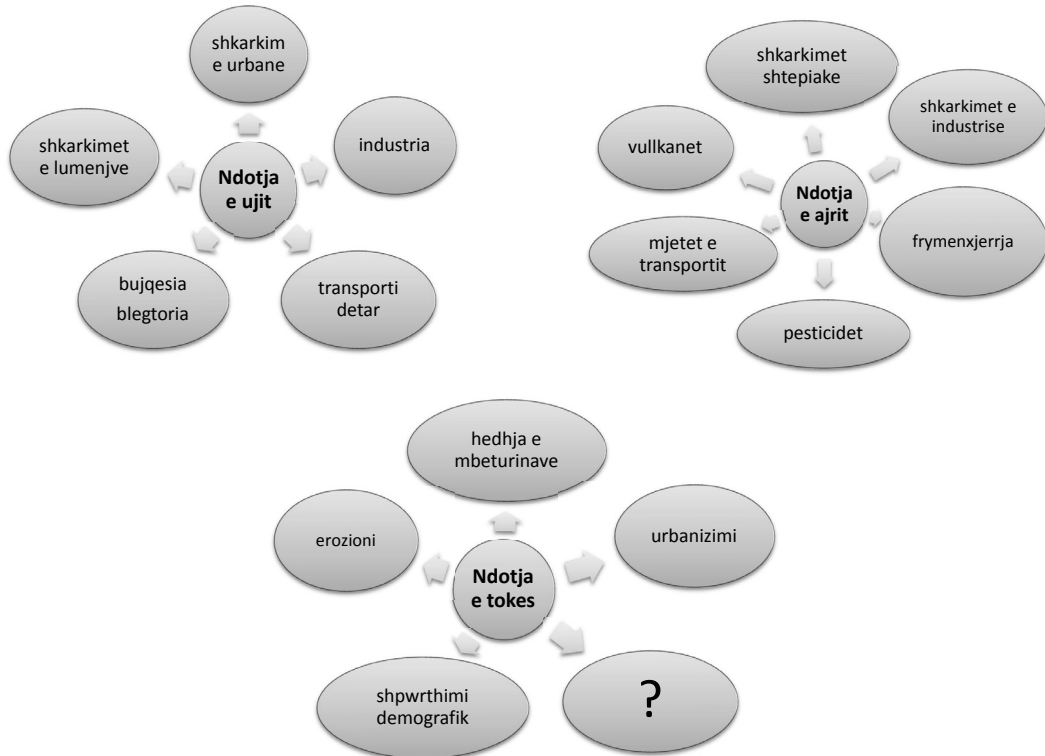 shkarkim
e urbane
shkarkimet
e lumenjve
industria
Ndotja
e ujit
bujqesia
blegtoria
transporti
detar
shkarkimet
shtepiake
shkarkimet e
industrise
vullkanet
Ndotja
e ajrit
mjetet e
transportit
frymenxjerrja
pesticidet
hedhja e
mbeturinave
erozioni
urbanizimi
Ndotja
e tokes
shpwrthimi
demografik
?